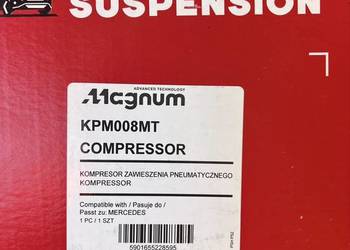 SUSPENSION
ADVANCED TECHNOLOGY
Magnum
KPM008MT
COMPRESSOR
KOMPRESOR ZAWIESZENIA PNEUMATYCZNEGO
KOMPRESSOR
Compatible with / Pasuje do /
Passt zu: MERCEDES
1 PC / 1 SZT
5901655228595